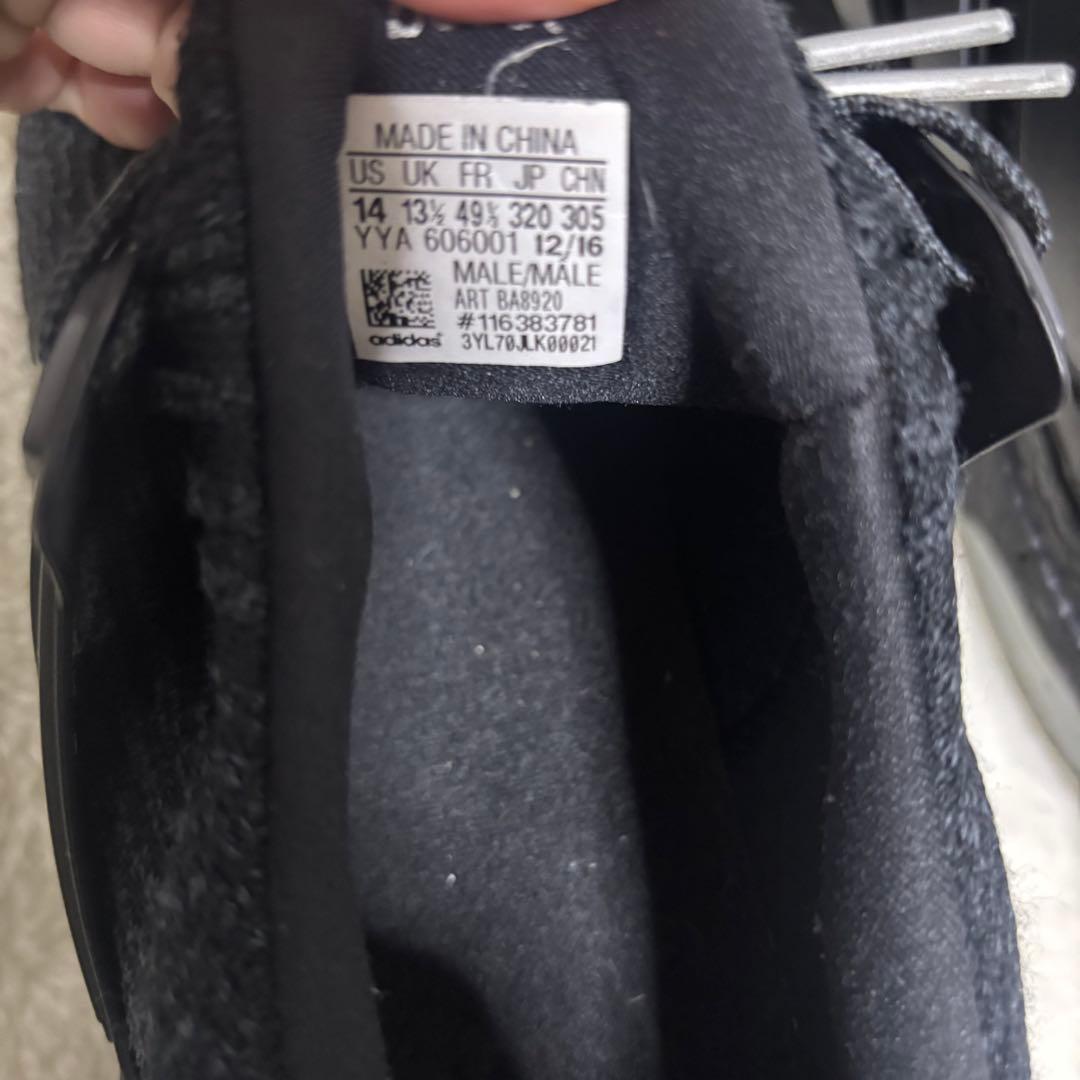 MADE IN CHINA
US UK FR JP CHN
14 13½ 49⅓ 320 305
YYA 606001 12/16
MALE/MÂLE
ART BA8920
#116383781
adidas 3YL70JLK00021